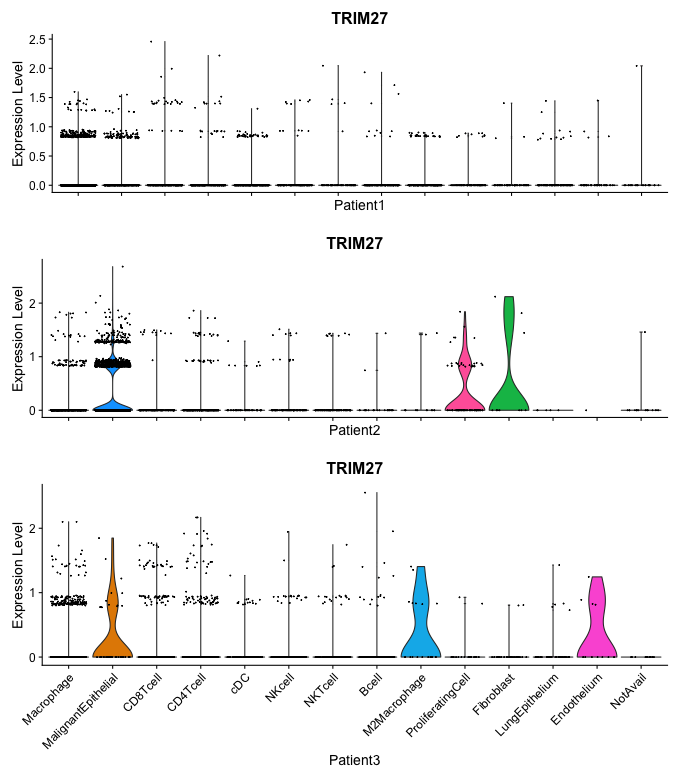 TRIM27
Expression Level
2.5
2.0
1.5
1.0
0.5
0.0
Patient1
TRIM27
Expression Level
2
1
0
Patient2
TRIM27
Expression Level
2
1
0
Macrophage
MalignantEpithelial
CD8Tcell
CD4Tcell
cDC
NKcell
NKTcell
Bcell
M2Macrophage
ProliferatingCell
Fibroblast
LungEpithelium
Endothelium
NotAvail
Patient3